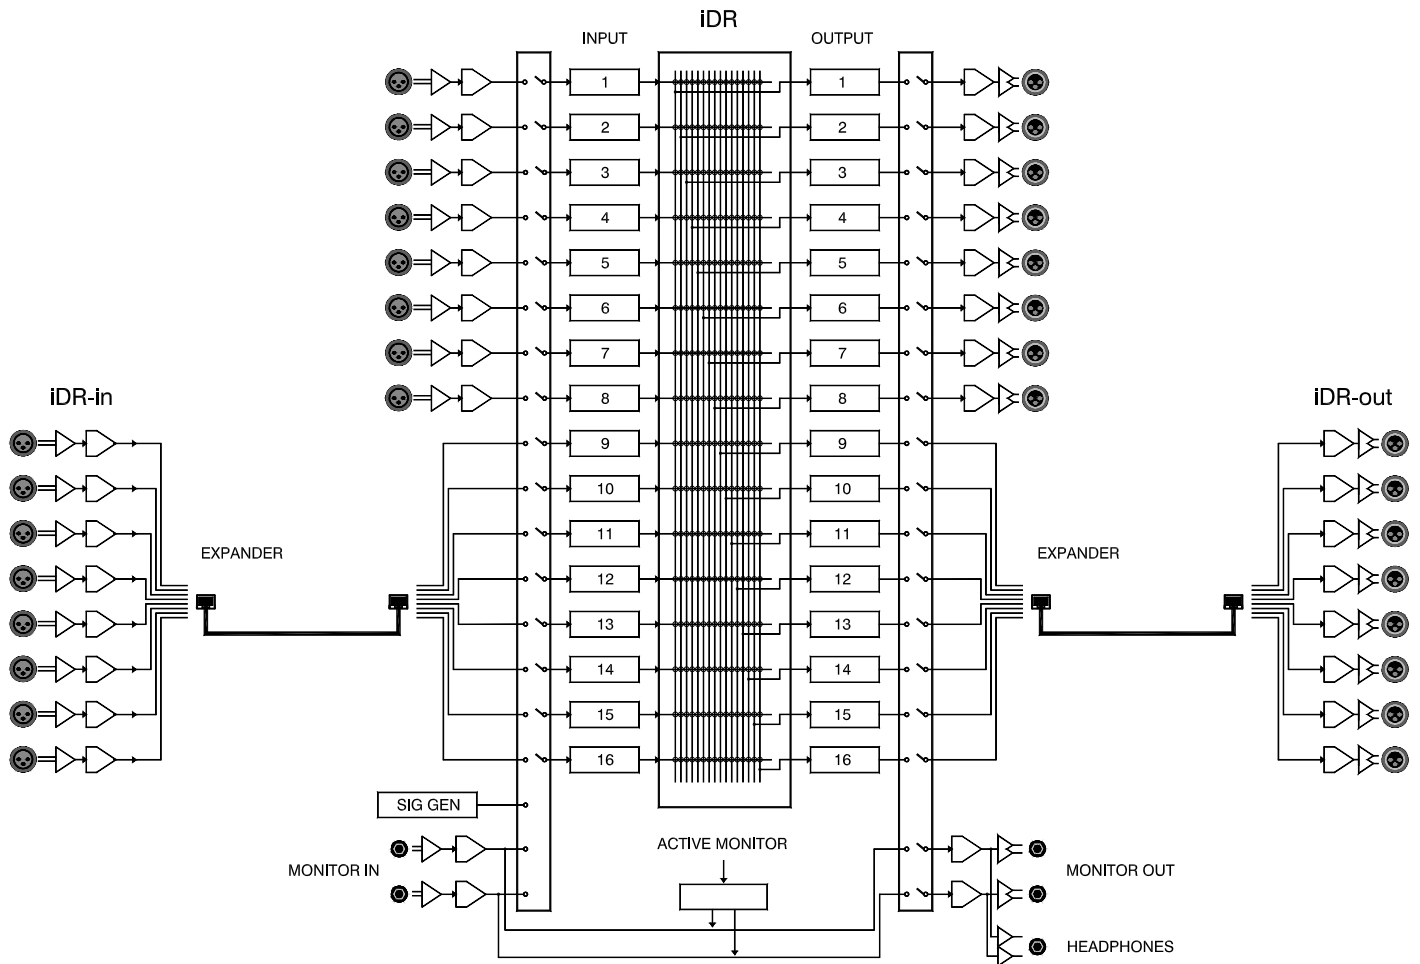 iDR
INPUT
OUTPUT
1
1
2
2
3
3
4
4
5
5
6
6
7
7
8
8
iDR-in
iDR-out
9
9
10
10
11
11
EXPANDER
EXPANDER
12
12
13
13
14
14
15
15
16
16
SIG GEN
ACTIVE MONITOR
MONITOR IN
MONITOR OUT
HEADPHONES